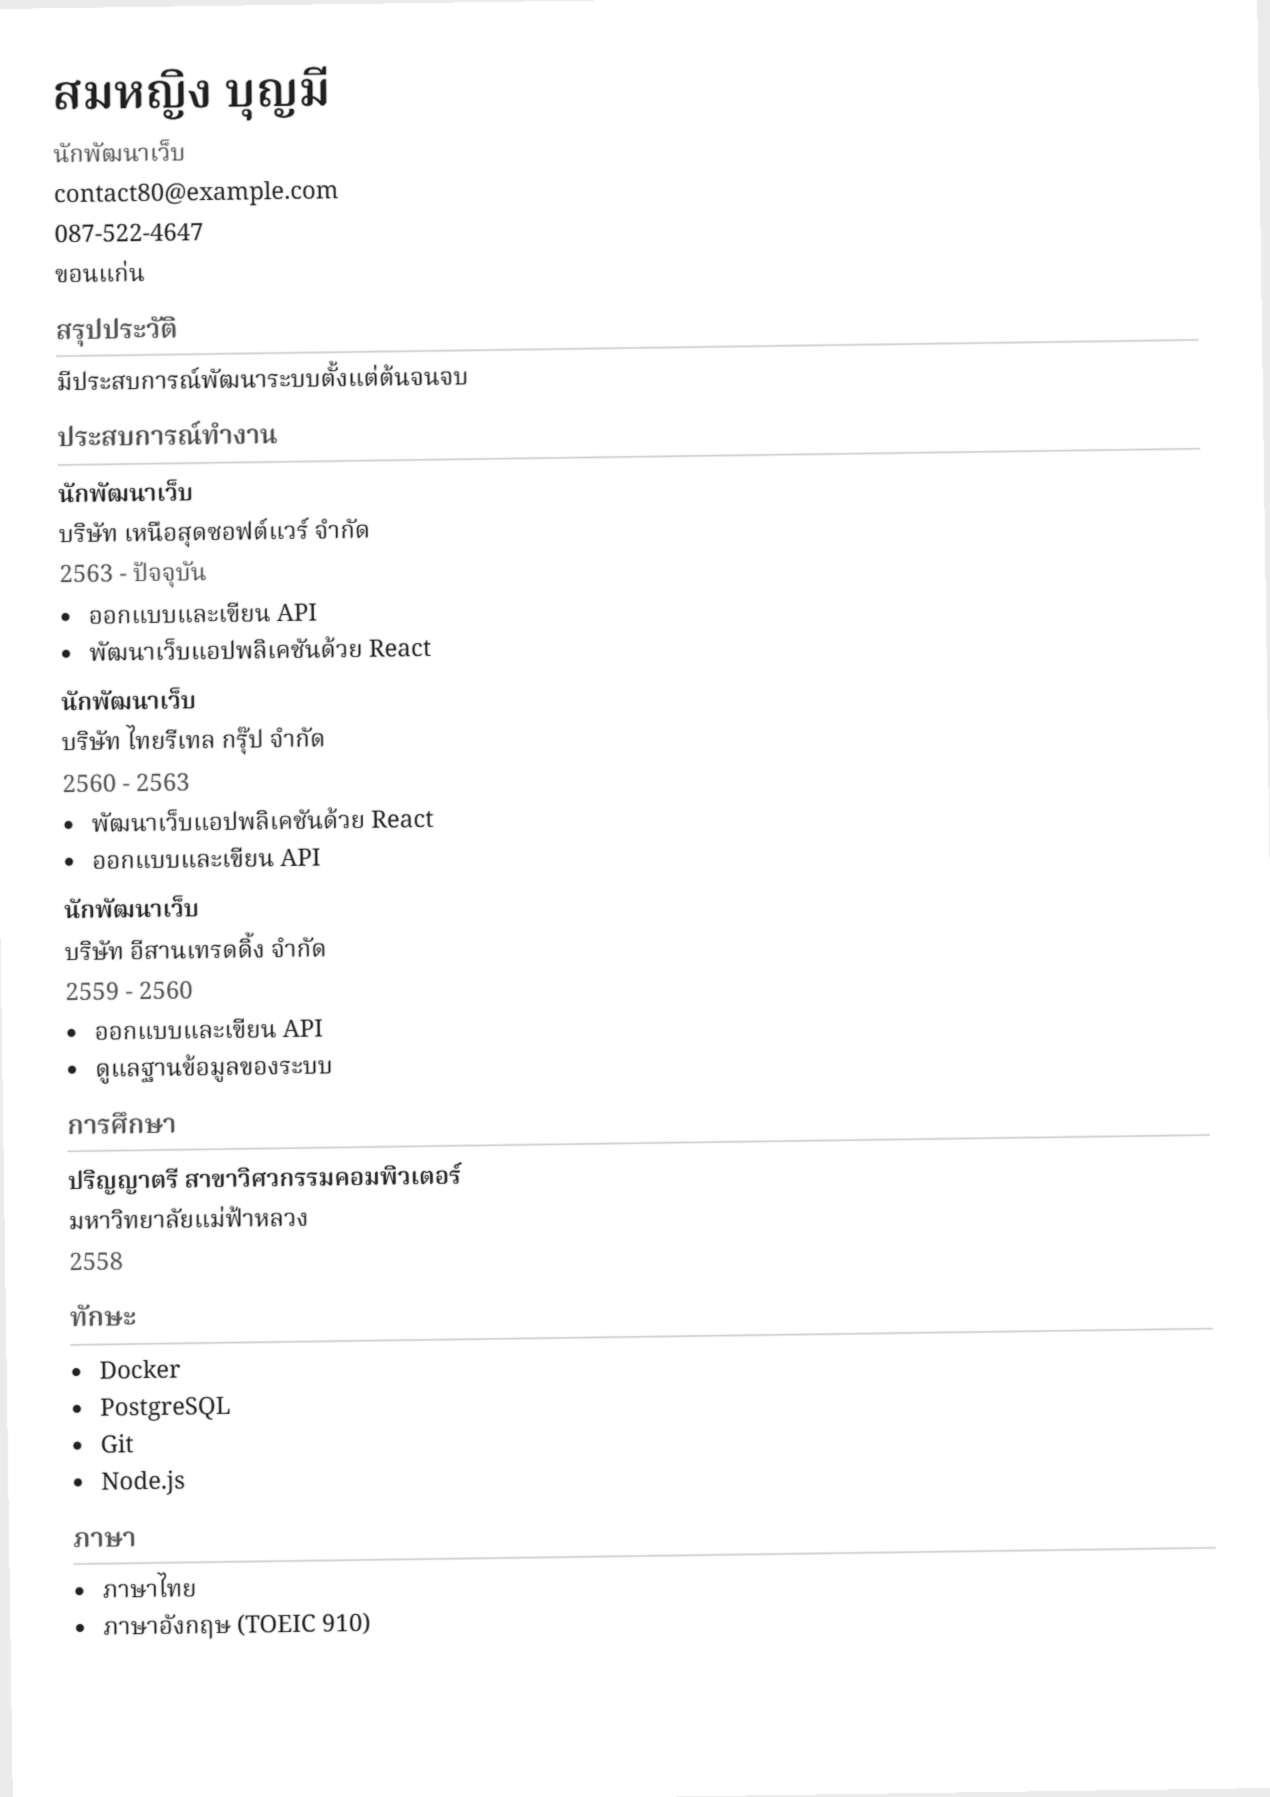 สมหญิง บุญมี
นักพัฒนาเว็บ
contact80@example.com
087-522-4647
ขอนแก่น
สรุปประวัติ
มีประสบการณ์พัฒนาระบบตั้งแต่ต้นจนจบ
ประสบการณ์ทำงาน
นักพัฒนาเว็บ
บริษัท เหนือสุดซอฟต์แวร์ จำกัด
2563 - ปัจจุบัน
• ออกแบบและเขียน API
• พัฒนาเว็บแอปพลิเคชันด้วย React
นักพัฒนาเว็บ
บริษัท ไทยรีเทล กรุ๊ป จำกัด
2560 - 2563
• พัฒนาเว็บแอปพลิเคชันด้วย React
• ออกแบบและเขียน API
นักพัฒนาเว็บ
บริษัท อีสานเทรดดิ้ง จำกัด
2559 - 2560
• ออกแบบและเขียน API
• ดูแลฐานข้อมูลของระบบ
การศึกษา
ปริญญาตรี สาขาวิศวกรรมคอมพิวเตอร์
มหาวิทยาลัยแม่ฟ้าหลวง
2558
ทักษะ
• Docker
• PostgreSQL
• Git
• Node.js
ภาษา
• ภาษาไทย
• ภาษาอังกฤษ (TOEIC 910)